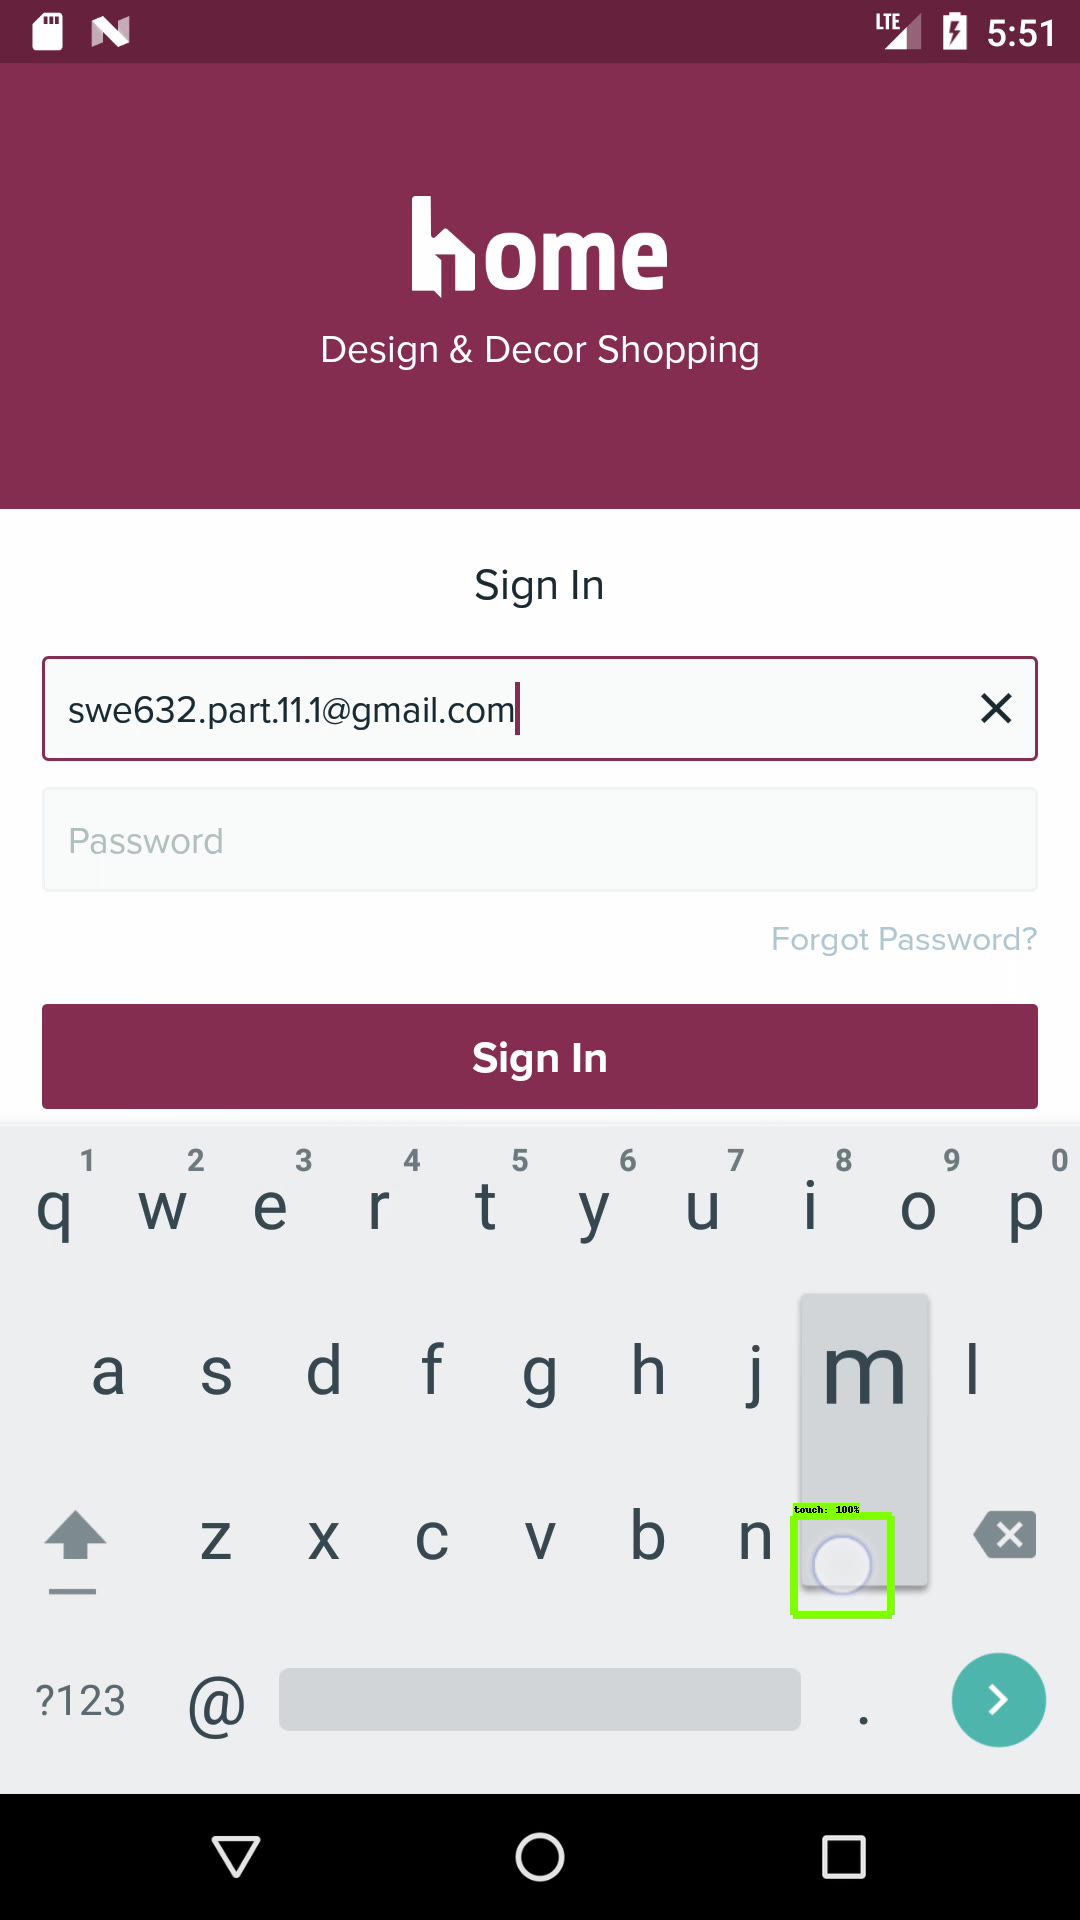 LTE 5:51
home
Design & Decor Shopping
Sign In
swe632.part.11.1@gmail.com
Password
Forgot Password?
Sign In
1 2 3 4 5 6 7 8 9 0
q w e r t y u i o p
a s d f g h j m l
touch: 100%
z x c v b n
?123 @ .